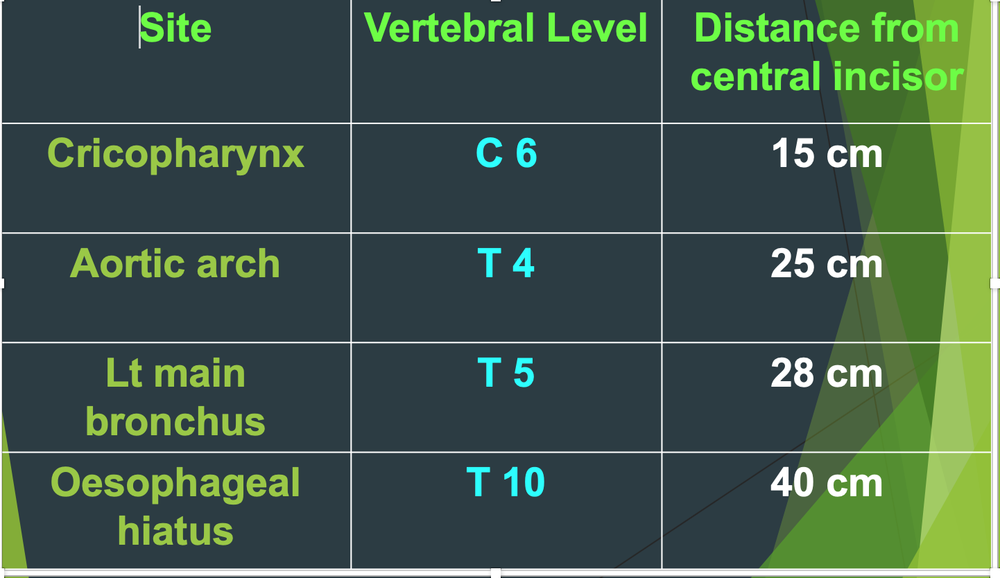 Site
Vertebral Level
Distance from
central incisor
Cricopharynx
C 6
15 cm
Aortic arch
T 4
25 cm
Lt main
bronchus
T 5
28 cm
Oesophageal
hiatus
T 10
40 cm